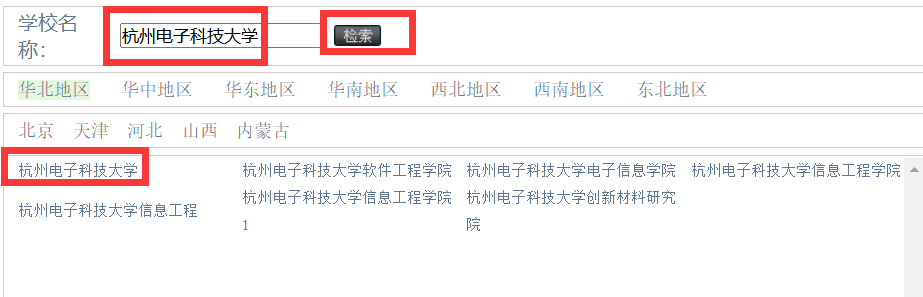 学校名称：
杭州电子科技大学 检索
华北地区 华中地区 华东地区 华南地区 西北地区 西南地区 东北地区
北京 天津 河北 山西 内蒙古
杭州电子科技大学 杭州电子科技大学软件工程学院 杭州电子科技大学电子信息学院 杭州电子科技大学信息工程学院
杭州电子科技大学信息工程 杭州电子科技大学信息工程学院1 杭州电子科技大学创新材料研究院